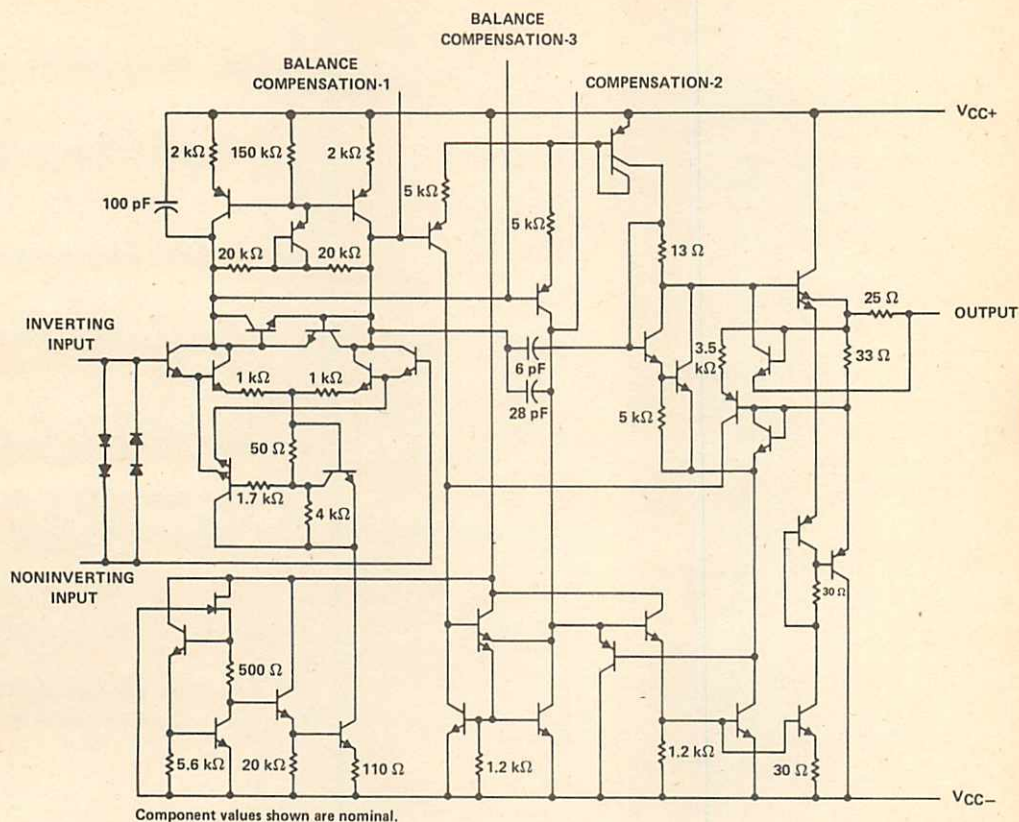 BALANCE
COMPENSATION-3
BALANCE
COMPENSATION-1
COMPENSATION-2
VCC+
2 kΩ
150 kΩ
2 kΩ
5 kΩ
100 pF
5 kΩ
20 kΩ
20 kΩ
13 Ω
25 Ω
OUTPUT
INVERTING
INPUT
3.5
kΩ
33 Ω
1 kΩ
1 kΩ
6 pF
28 pF
5 kΩ
50 Ω
1.7 kΩ
4 kΩ
NONINVERTING
INPUT
30 Ω
500 Ω
5.6 kΩ
20 kΩ
110 Ω
1.2 kΩ
1.2 kΩ
30 Ω
VCC−
Component values shown are nominal.